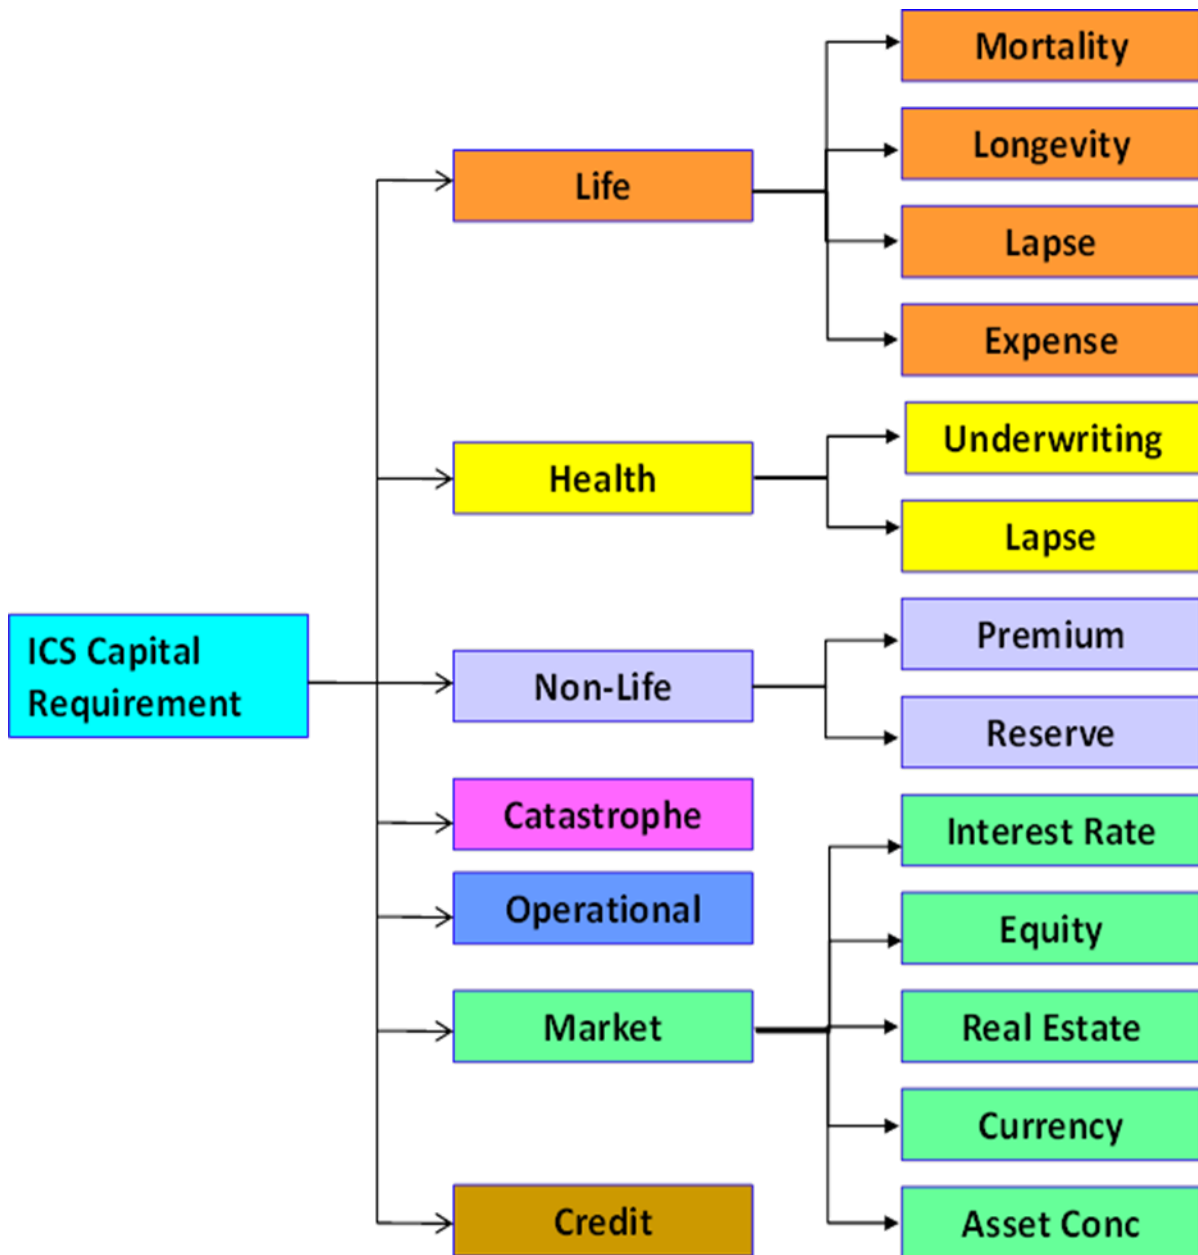 ICS Capital
Requirement
Life
Health
Non-Life
Catastrophe
Operational
Market
Credit
Mortality
Longevity
Lapse
Expense
Underwriting
Lapse
Premium
Reserve
Interest Rate
Equity
Real Estate
Currency
Asset Conc